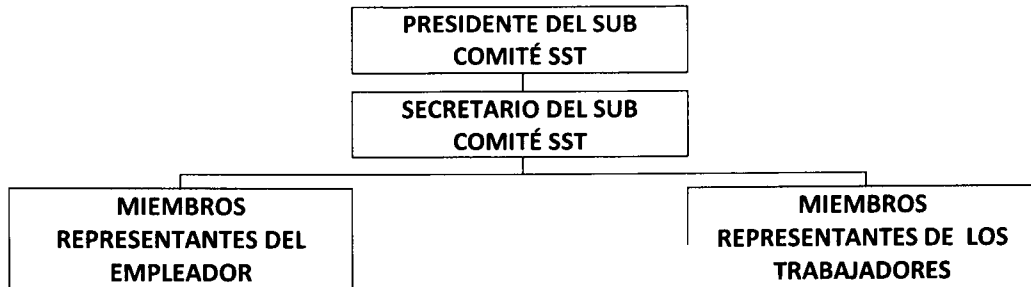 PRESIDENTE DEL SUB
COMITÉ SST
SECRETARIO DEL SUB
COMITÉ SST
MIEMBROS
REPRESENTANTES DEL
EMPLEADOR
MIEMBROS
REPRESENTANTES DE LOS
TRABAJADORES